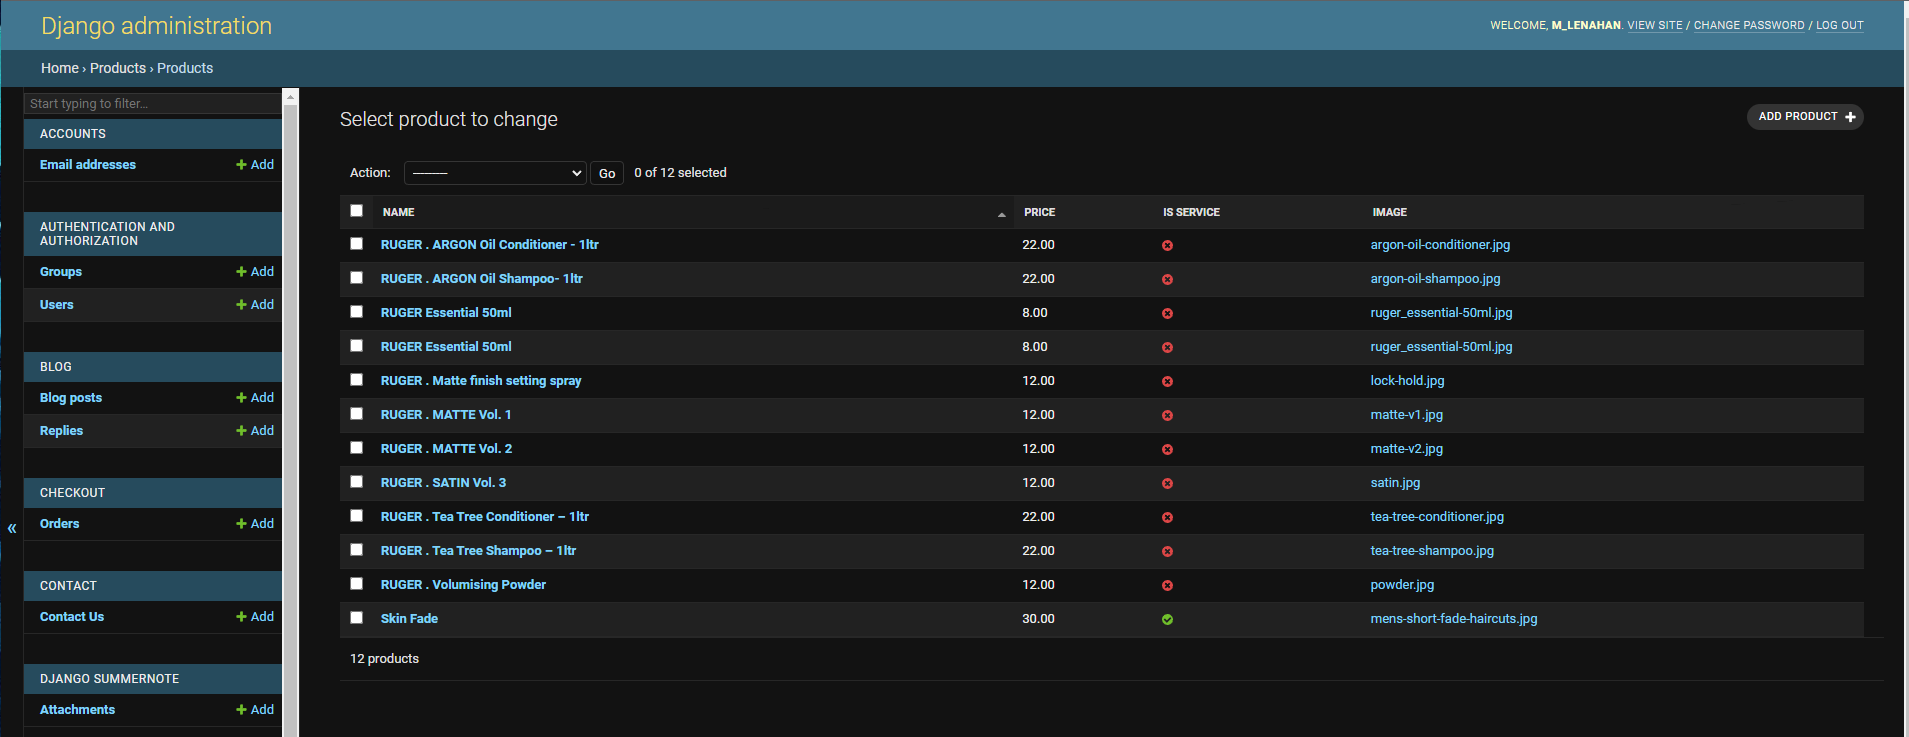 Django administration
WELCOME, M_LENAHAN. VIEW SITE / CHANGE PASSWORD / LOG OUT
Home › Products › Products
Start typing to filter...
ACCOUNTS
Email addresses + Add
AUTHENTICATION AND
AUTHORIZATION
Groups + Add
Users + Add
BLOG
Blog posts + Add
Replies + Add
CHECKOUT
Orders + Add
CONTACT
Contact Us + Add
DJANGO SUMMERNOTE
Attachments + Add
«
Select product to change
ADD PRODUCT +
Action: --------- Go 0 of 12 selected
NAME PRICE IS SERVICE IMAGE
RUGER . ARGON Oil Conditioner - 1ltr 22.00 argon-oil-conditioner.jpg
RUGER . ARGON Oil Shampoo- 1ltr 22.00 argon-oil-shampoo.jpg
RUGER Essential 50ml 8.00 ruger_essential-50ml.jpg
RUGER Essential 50ml 8.00 ruger_essential-50ml.jpg
RUGER . Matte finish setting spray 12.00 lock-hold.jpg
RUGER . MATTE Vol. 1 12.00 matte-v1.jpg
RUGER . MATTE Vol. 2 12.00 matte-v2.jpg
RUGER . SATIN Vol. 3 12.00 satin.jpg
RUGER . Tea Tree Conditioner – 1ltr 22.00 tea-tree-conditioner.jpg
RUGER . Tea Tree Shampoo – 1ltr 22.00 tea-tree-shampoo.jpg
RUGER . Volumising Powder 12.00 powder.jpg
Skin Fade 30.00 mens-short-fade-haircuts.jpg
12 products